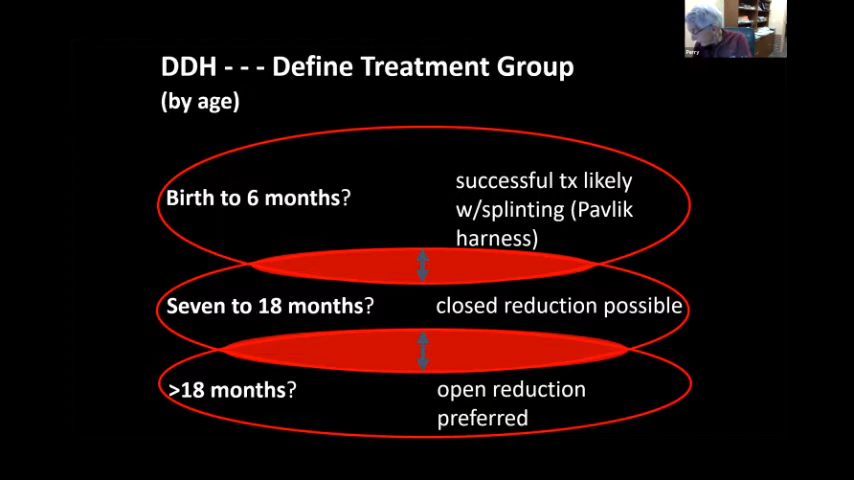 DDH - - - Define Treatment Group
(by age)
Birth to 6 months?
successful tx likely
w/splinting (Pavlik
harness)
Seven to 18 months?
closed reduction possible
>18 months?
open reduction
preferred
Perry